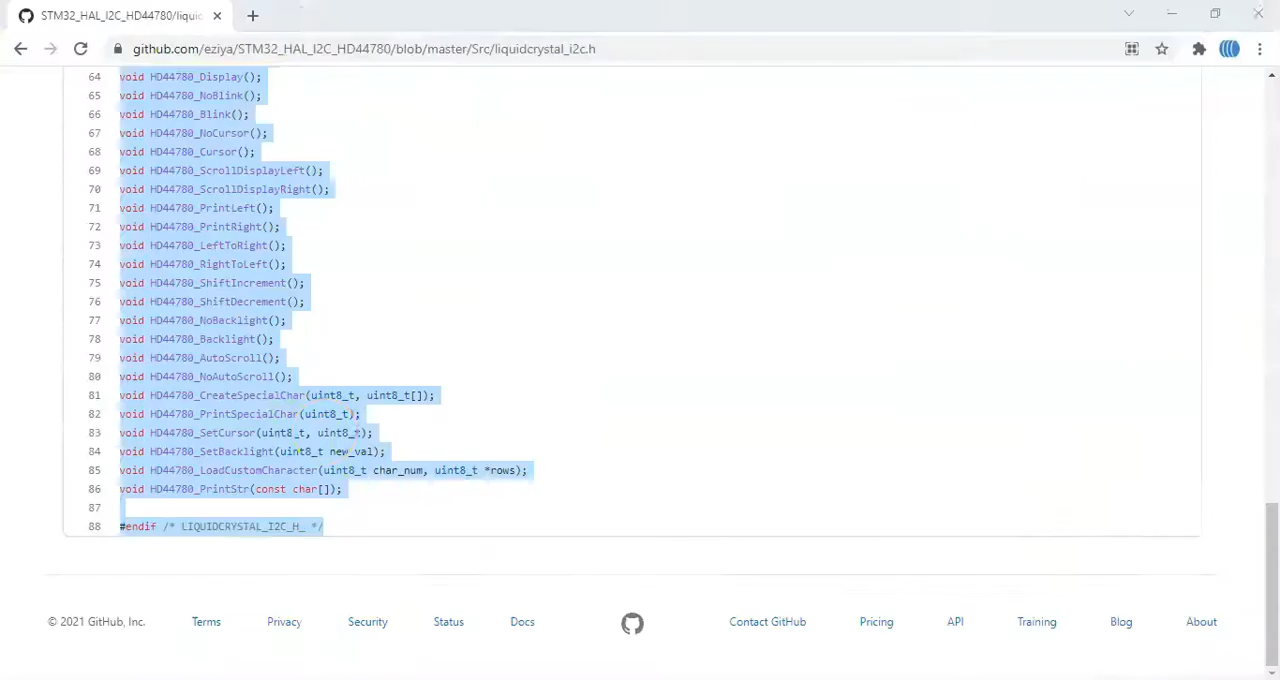 STM32_HAL_I2C_HD44780/liquic
github.com/eziya/STM32_HAL_I2C_HD44780/blob/master/Src/liquidcrystal_i2c.h
64 void HD44780_Display();
65 void HD44780_NoBlink();
66 void HD44780_Blink();
67 void HD44780_NoCursor();
68 void HD44780_Cursor();
69 void HD44780_ScrollDisplayLeft();
70 void HD44780_ScrollDisplayRight();
71 void HD44780_PrintLeft();
72 void HD44780_PrintRight();
73 void HD44780_LeftToRight();
74 void HD44780_RightToLeft();
75 void HD44780_ShiftIncrement();
76 void HD44780_ShiftDecrement();
77 void HD44780_NoBacklight();
78 void HD44780_Backlight();
79 void HD44780_AutoScroll();
80 void HD44780_NoAutoScroll();
81 void HD44780_CreateSpecialChar(uint8_t, uint8_t[]);
82 void HD44780_PrintSpecialChar(uint8_t);
83 void HD44780_SetCursor(uint8_t, uint8_t);
84 void HD44780_SetBacklight(uint8_t new_val);
85 void HD44780_LoadCustomCharacter(uint8_t char_num, uint8_t *rows);
86 void HD44780_PrintStr(const char[]);
87
88 #endif /* LIQUIDCRYSTAL_I2C_H_ */
© 2021 GitHub, Inc. Terms Privacy Security Status Docs Contact GitHub Pricing API Training Blog About